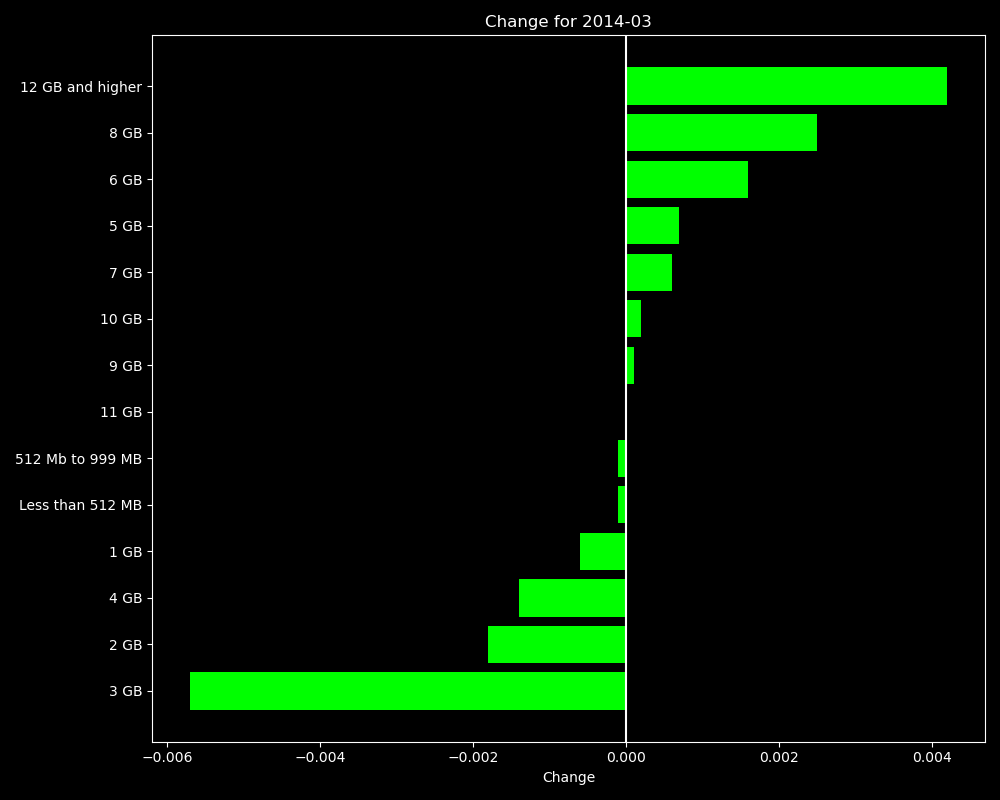 Change for 2014-03
12 GB and higher
8 GB
6 GB
5 GB
7 GB
10 GB
9 GB
11 GB
512 Mb to 999 MB
Less than 512 MB
1 GB
4 GB
2 GB
3 GB
−0.006 −0.004 −0.002 0.000 0.002 0.004
Change